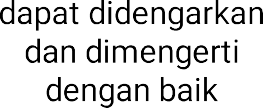 dapat didengarkan
dan dimengerti
dengan baik